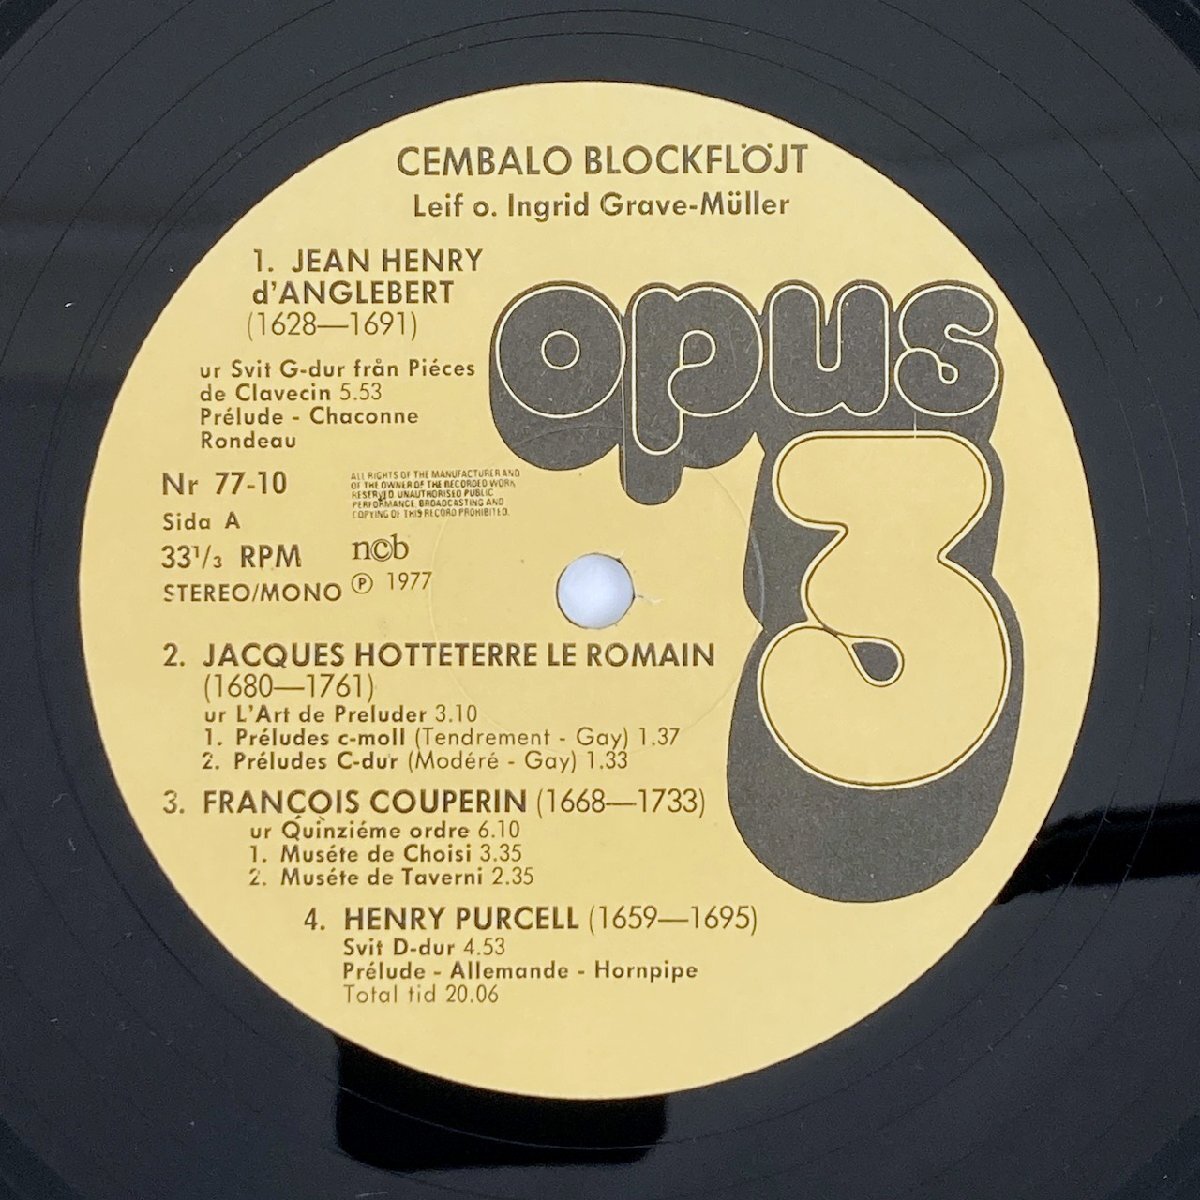 CEMBALO BLOCKFLÖJT
Leif o. Ingrid Grave-Müller
1. JEAN HENRY
d'ANGLEBERT
(1628—1691)
ur Svit G-dur från Piéces
de Clavecin 5.53
Prélude - Chaconne
Rondeau
opus
3
Nr 77-10
Sida A
33 1/3 RPM
STEREO/MONO
ALL RIGHTS OF THE MANUFACTURER AND
OF THE OWNER OF THE RECORDED WORK
RESERVED. UNAUTHORISED PUBLIC
PERFORMANCE, BROADCASTING AND
COPYING OF THIS RECORD PROHIBITED.
n©b
℗ 1977
2. JACQUES HOTTETERRE LE ROMAIN
(1680—1761)
ur L'Art de Preluder 3.10
1. Préludes c-moll (Tendrement - Gay) 1.37
2. Préludes C-dur (Modéré - Gay) 1.33
3. FRANÇOIS COUPERIN (1668—1733)
ur Quinziéme ordre 6.10
1. Muséte de Choisi 3.35
2. Muséte de Taverni 2.35
4. HENRY PURCELL (1659—1695)
Svit D-dur 4.53
Prélude - Allemande - Hornpipe
Total tid 20.06